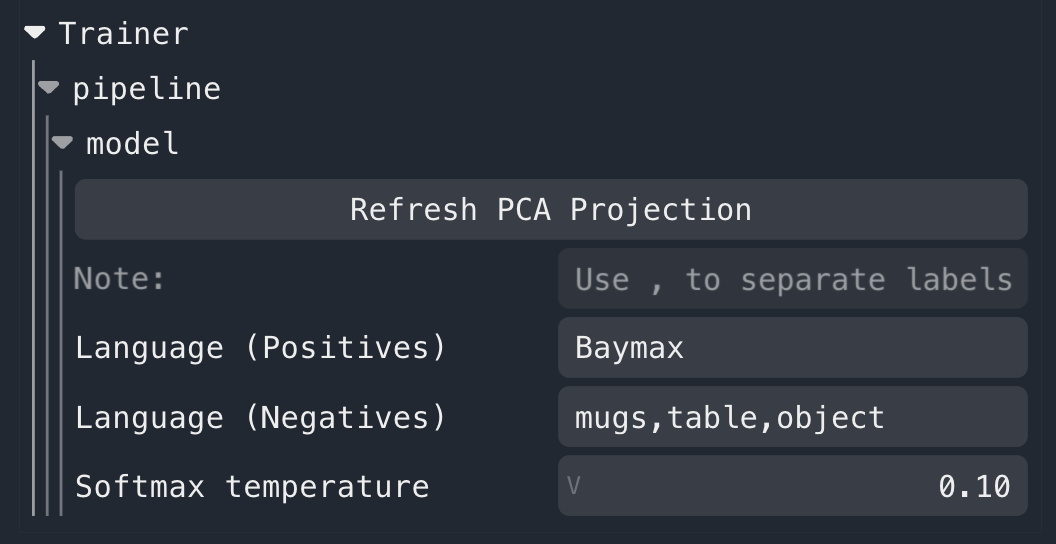 Trainer
pipeline
model
Refresh PCA Projection
Note: Use , to separate labels
Language (Positives) Baymax
Language (Negatives) mugs,table,object
Softmax temperature V 0.10